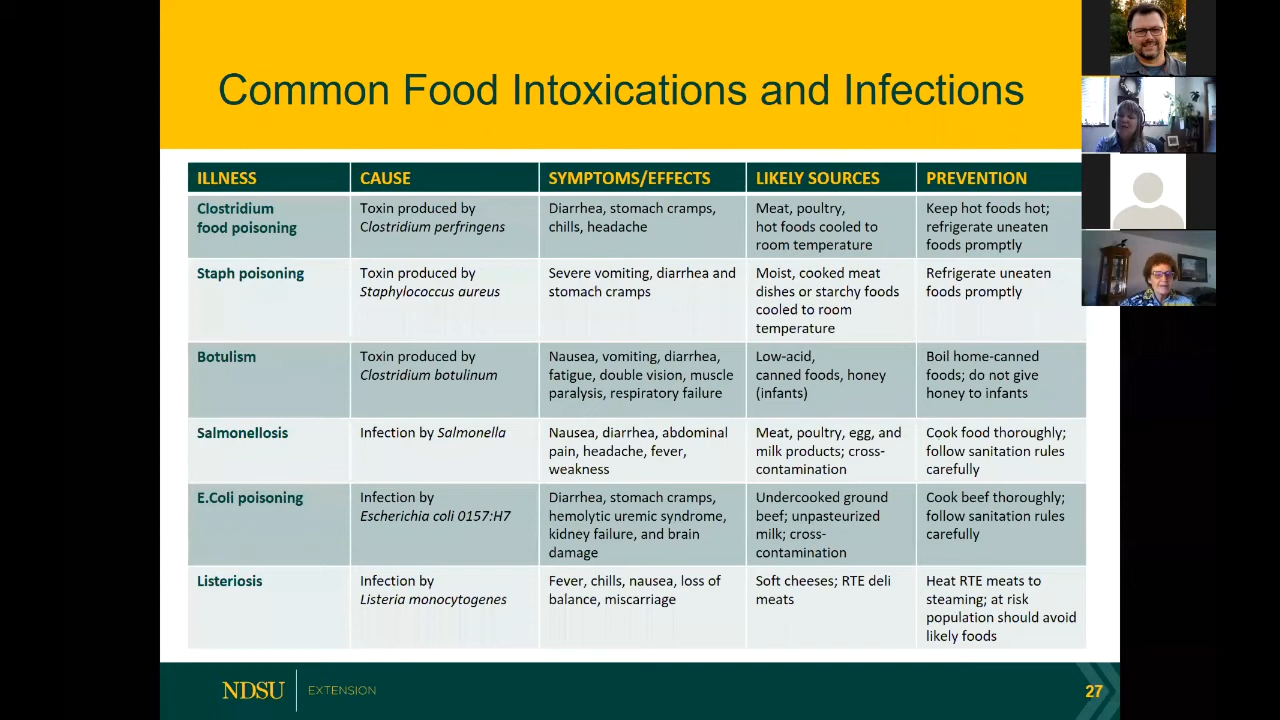 Common Food Intoxications and Infections
ILLNESS CAUSE SYMPTOMS/EFFECTS LIKELY SOURCES PREVENTION
Clostridium
food poisoning
Toxin produced by
Clostridium perfringens
Diarrhea, stomach cramps,
chills, headache
Meat, poultry,
hot foods cooled to
room temperature
Keep hot foods hot;
refrigerate uneaten
foods promptly
Staph poisoning
Toxin produced by
Staphylococcus aureus
Severe vomiting, diarrhea and
stomach cramps
Moist, cooked meat
dishes or starchy foods
cooled to room
temperature
Refrigerate uneaten
foods promptly
Botulism
Toxin produced by
Clostridium botulinum
Nausea, vomiting, diarrhea,
fatigue, double vision, muscle
paralysis, respiratory failure
Low-acid,
canned foods, honey
(infants)
Boil home-canned
foods; do not give
honey to infants
Salmonellosis
Infection by Salmonella
Nausea, diarrhea, abdominal
pain, headache, fever,
weakness
Meat, poultry, egg, and
milk products; cross-
contamination
Cook food thoroughly;
follow sanitation rules
carefully
E.Coli poisoning
Infection by
Escherichia coli 0157:H7
Diarrhea, stomach cramps,
hemolytic uremic syndrome,
kidney failure, and brain
damage
Undercooked ground
beef; unpasteurized
milk; cross-
contamination
Cook beef thoroughly;
follow sanitation rules
carefully
Listeriosis
Infection by
Listeria monocytogenes
Fever, chills, nausea, loss of
balance, miscarriage
Soft cheeses; RTE deli
meats
Heat RTE meats to
steaming; at risk
population should avoid
likely foods
NDSU EXTENSION
27